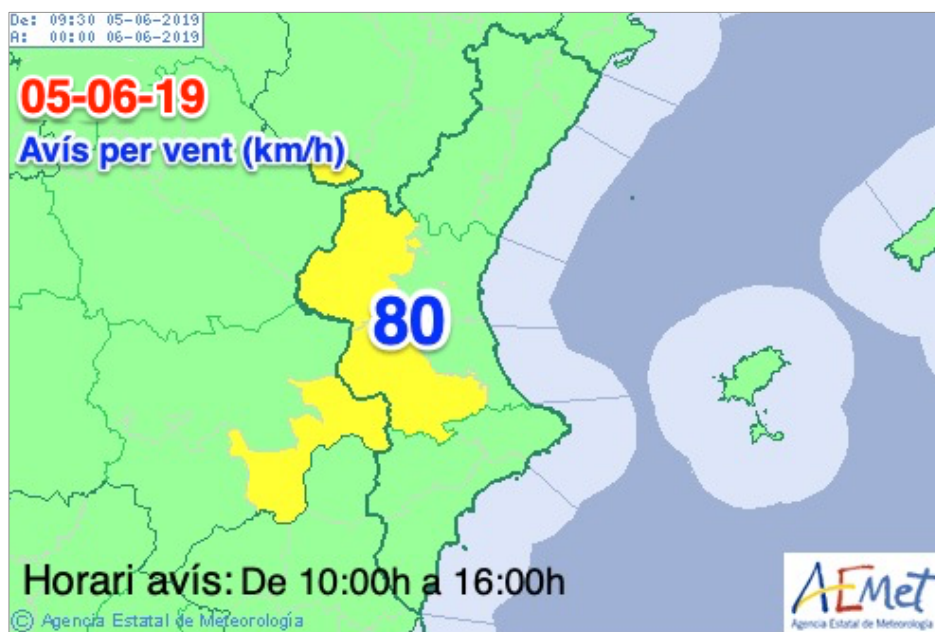 De: 09:30 05-06-2019
A: 00:00 06-06-2019
05-06-19
Avís per vent (km/h)
80
Horari avís: De 10:00h a 16:00h
© Agencia Estatal de Meteorología
AEMet
Agencia Estatal de Meteorología